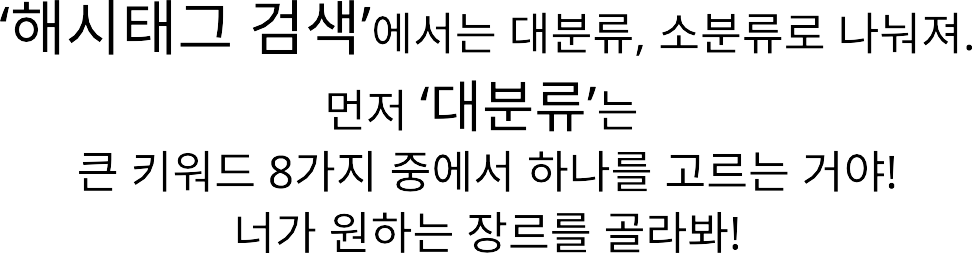 ‘해시태그 검색’에서는 대분류, 소분류로 나눠져.
먼저 ‘대분류’는
큰 키워드 8가지 중에서 하나를 고르는 거야!
너가 원하는 장르를 골라봐!